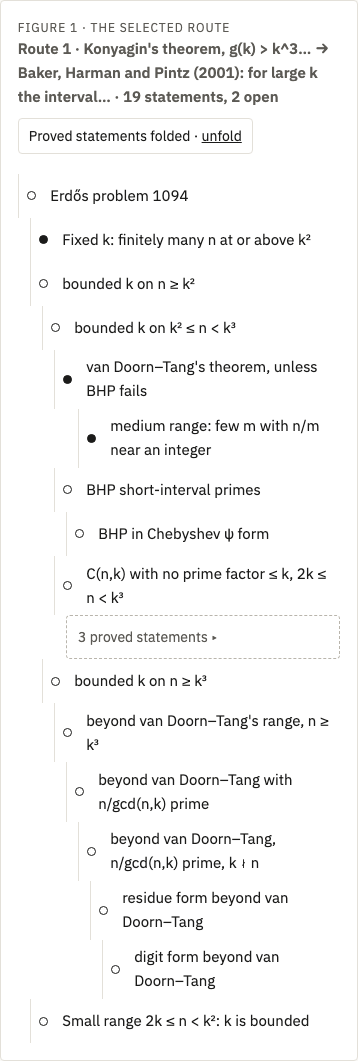 FIGURE 1 · THE SELECTED ROUTE
Route 1 · Konyagin's theorem, g(k) > k^3... →
Baker, Harman and Pintz (2001): for large k
the interval... · 19 statements, 2 open
Proved statements folded · unfold
Erdős problem 1094
Fixed k: finitely many n at or above k²
bounded k on n ≥ k²
bounded k on k² ≤ n < k³
van Doorn–Tang's theorem, unless
BHP fails
medium range: few m with n/m
near an integer
BHP short-interval primes
BHP in Chebyshev ψ form
C(n,k) with no prime factor ≤ k, 2k ≤
n < k³
3 proved statements ▸
bounded k on n ≥ k³
beyond van Doorn–Tang's range, n ≥
k³
beyond van Doorn–Tang with
n/gcd(n,k) prime
beyond van Doorn–Tang,
n/gcd(n,k) prime, k ∤ n
residue form beyond van
Doorn–Tang
digit form beyond van
Doorn–Tang
Small range 2k ≤ n < k²: k is bounded